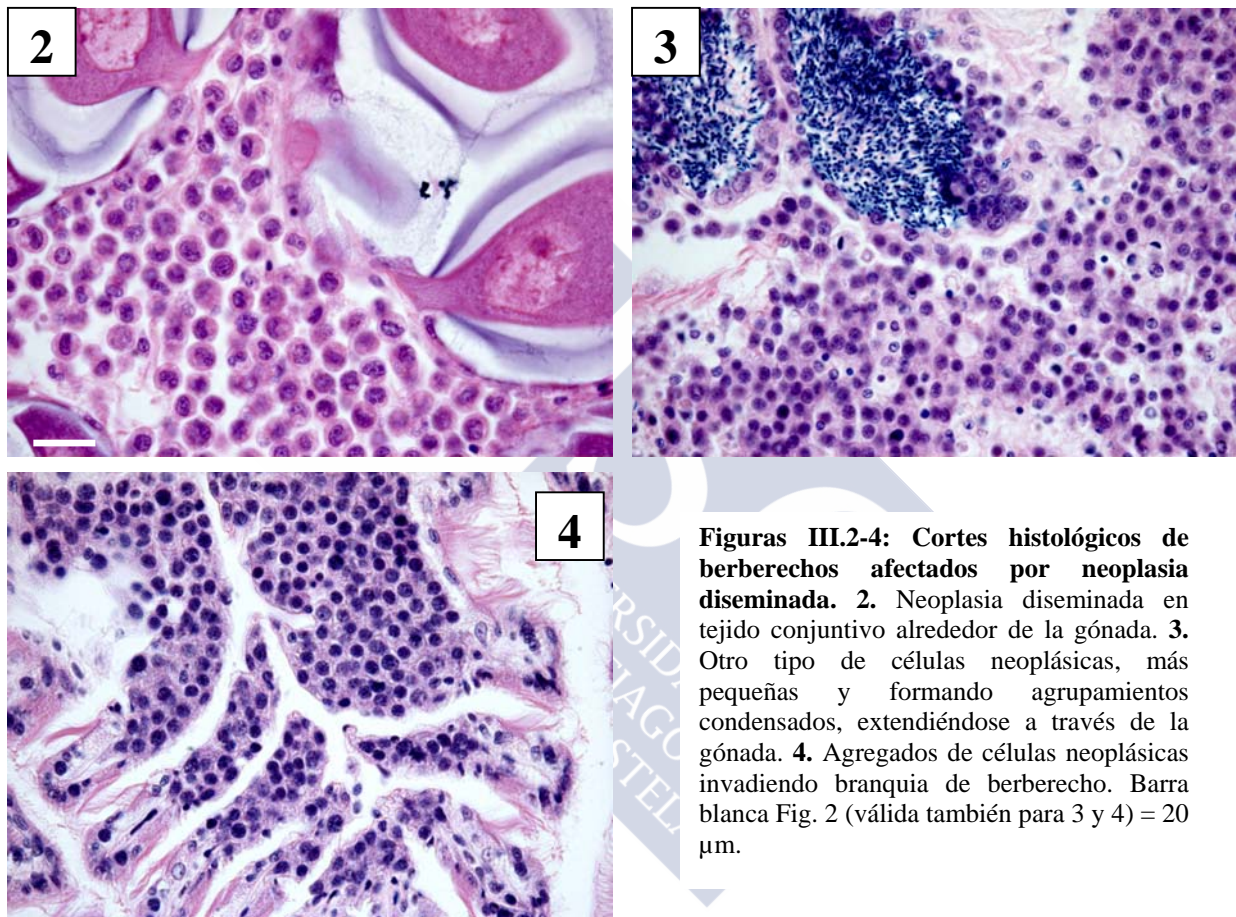 2
3
4
Figuras III.2-4: Cortes histológicos de
berberechos afectados por neoplasia
diseminada. 2. Neoplasia diseminada en
tejido conjuntivo alrededor de la gónada. 3.
Otro tipo de células neoplásicas, más
pequeñas y formando agrupamientos
condensados, extendiéndose a través de la
gónada. 4. Agregados de células neoplásicas
invadiendo branquia de berberecho. Barra
blanca Fig. 2 (válida también para 3 y 4) = 20
µm.